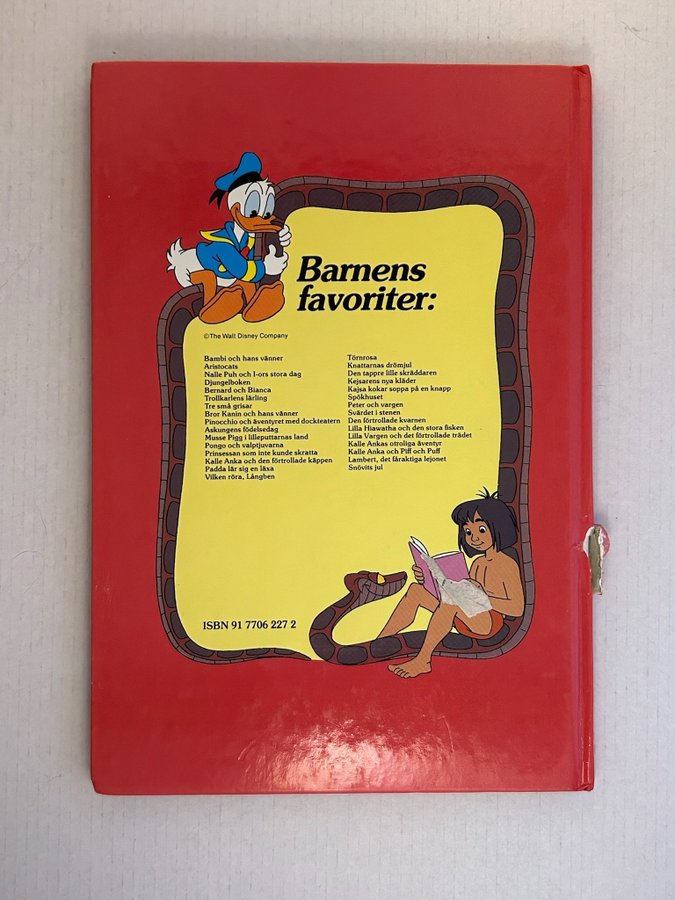 Barnens
favoriter:
©The Walt Disney Company
Bambi och hans vänner
Aristocats
Nalle Puh och I-ors stora dag
Djungelboken
Bernard och Bianca
Trollkarlens lärling
Tre små grisar
Bror Kanin och hans vänner
Pinocchio och äventyret med dockteatern
Askungens födelsedag
Musse Pigg i lilleputtarnas land
Pongo och valptjuvarna
Prinsessan som inte kunde skratta
Kalle Anka och den förtrollade käppen
Padda lär sig en läxa
Vilken röra, Långben
Törnrosa
Knattarnas drömjul
Den tappre lille skräddaren
Kejsarens nya kläder
Kajsa kokar soppa på en knapp
Spökhuset
Peter och vargen
Svärdet i stenen
Den förtrollade kvarnen
Lilla Hiawatha och den stora fisken
Lilla Vargen och det förtrollade trädet
Kalle Ankas otroliga äventyr
Kalle Anka och Piff och Puff
Lambert, det fåraktiga lejonet
Snövits jul
ISBN 91 7706 227 2